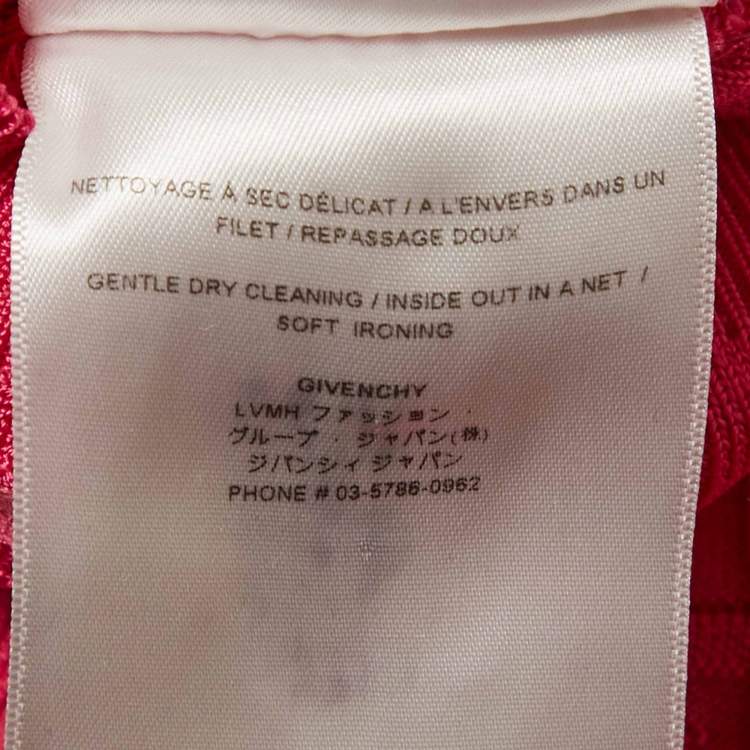 NETTOYAGE À SEC DÉLICAT / A L'ENVERS DANS UN
FILET / REPASSAGE DOUX
GENTLE DRY CLEANING / INSIDE OUT IN A NET /
SOFT IRONING
GIVENCHY
LVMH ファッション ·
グループ · ジャパン(株)
ジバンシィ ジャパン
PHONE # 03-5786-0962